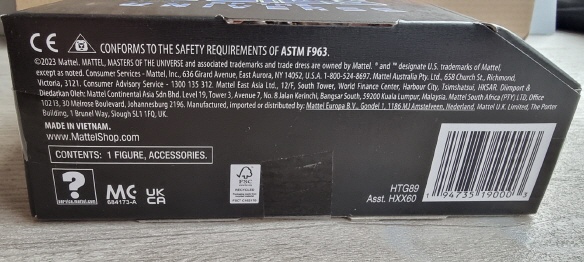 CE CONFORMS TO THE SAFETY REQUIREMENTS OF ASTM F963.
©2023 Mattel. MATTEL, MASTERS OF THE UNIVERSE and associated trademarks and trade dress are owned by Mattel. ® and ™ designate U.S. trademarks of Mattel,
except as noted. Consumer Services - Mattel, Inc., 636 Girard Avenue, East Aurora, NY 14052, U.S.A. 1-800-524-8697. Mattel Australia Pty. Ltd., 658 Church St., Richmond,
Victoria, 3121. Consumer Advisory Service - 1300 135 312. Mattel East Asia Ltd., 12/F, South Tower, World Finance Center, Harbour City, Tsimshatsui, HKSAR. Diimport &
Diedarkan Oleh: Mattel Continental Asia Sdn Bhd. Level 19, Tower 3, Avenue 7, No. 8 Jalan Kerinchi, Bangsar South, 59200 Kuala Lumpur, Malaysia. Mattel South Africa (PTY) LTD, Office
102 I3, 30 Melrose Boulevard, Johannesburg 2196. Manufactured, imported or distributed by: Mattel Europa B.V., Gondel 1, 1186 MJ Amstelveen, Nederland. Mattel U.K. Limited, The Porter
Building, 1 Brunel Way, Slough SL1 1FQ, UK.
MADE IN VIETNAM.
www.MattelShop.com
CONTENTS: 1 FIGURE, ACCESSORIES.
?
service.mattel.com
684173-A
UK
CA
FSC
HTG89
Asst. HXX60
1 94735 19000 3